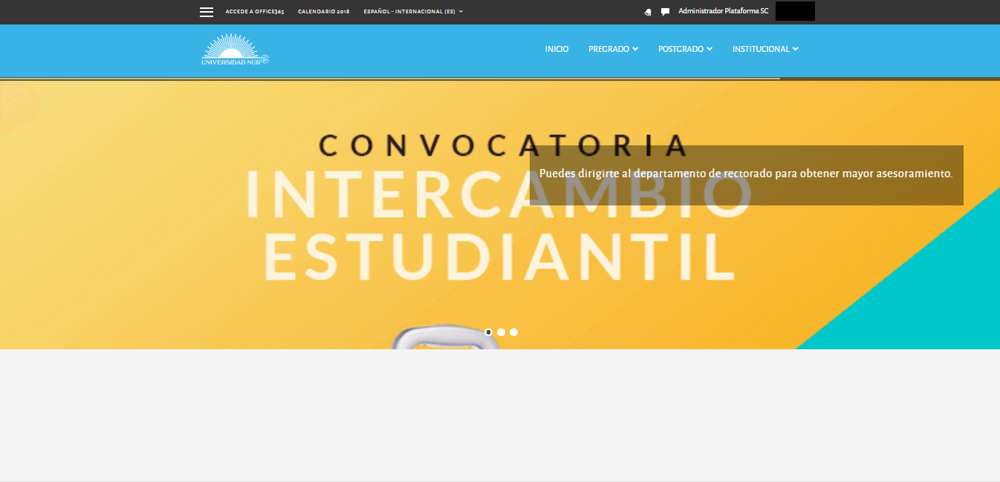 ACCEDE A OFFICE365 CALENDARIO 2018 ESPAÑOL - INTERNACIONAL (ES) Administrador Plataforma SC
UNIVERSIDAD NUR INICIO PREGRADO POSTGRADO INSTITUCIONAL
CONVOCATORIA
Puedes dirigirte al departamento de rectorado para obtener mayor asesoramiento.
INTERCAMBIO
ESTUDIANTIL